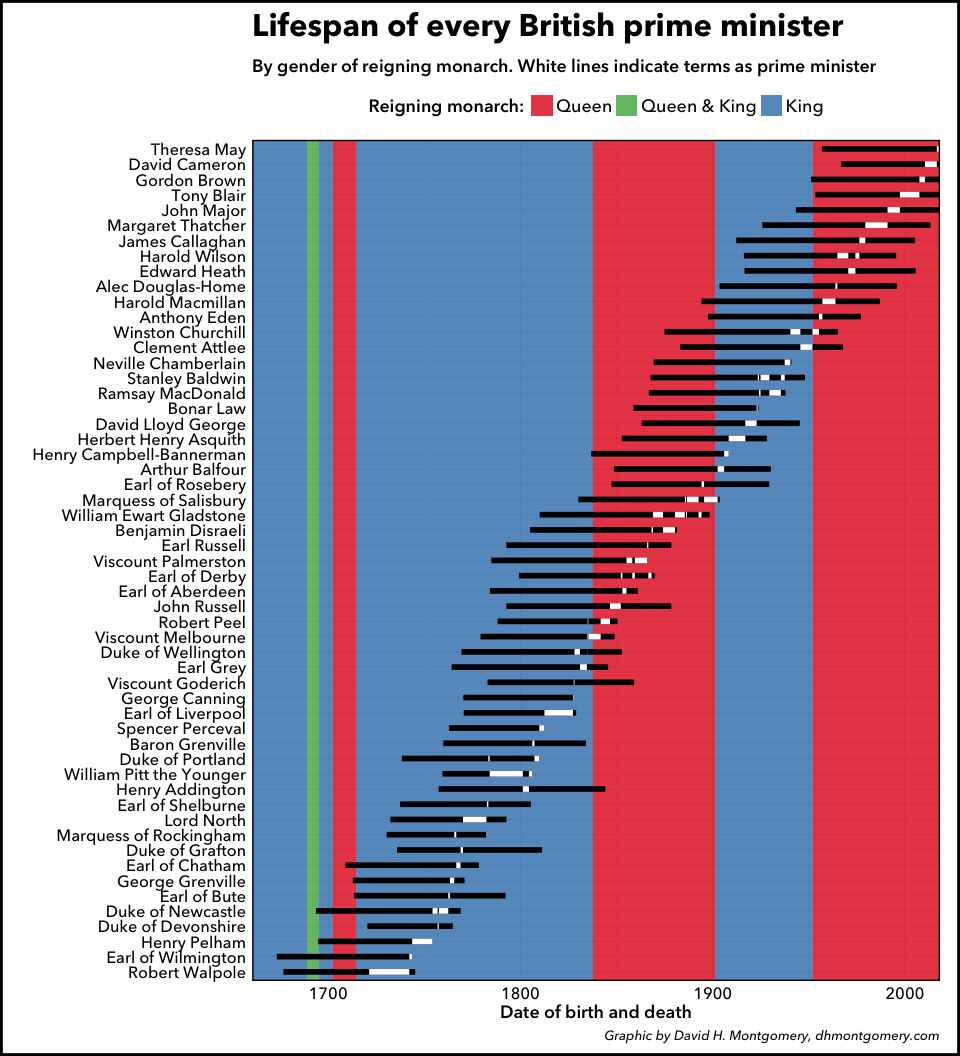 Lifespan of every British prime minister
By gender of reigning monarch. White lines indicate terms as prime minister
Reigning monarch: Queen Queen & King King
Theresa May
David Cameron
Gordon Brown
Tony Blair
John Major
Margaret Thatcher
James Callaghan
Harold Wilson
Edward Heath
Alec Douglas-Home
Harold Macmillan
Anthony Eden
Winston Churchill
Clement Attlee
Neville Chamberlain
Stanley Baldwin
Ramsay MacDonald
Bonar Law
David Lloyd George
Herbert Henry Asquith
Henry Campbell-Bannerman
Arthur Balfour
Earl of Rosebery
Marquess of Salisbury
William Ewart Gladstone
Benjamin Disraeli
Earl Russell
Viscount Palmerston
Earl of Derby
Earl of Aberdeen
John Russell
Robert Peel
Viscount Melbourne
Duke of Wellington
Earl Grey
Viscount Goderich
George Canning
Earl of Liverpool
Spencer Perceval
Baron Grenville
Duke of Portland
William Pitt the Younger
Henry Addington
Earl of Shelburne
Lord North
Marquess of Rockingham
Duke of Grafton
Earl of Chatham
George Grenville
Earl of Bute
Duke of Newcastle
Duke of Devonshire
Henry Pelham
Earl of Wilmington
Robert Walpole
1700 1800 1900 2000
Date of birth and death
Graphic by David H. Montgomery, dhmontgomery.com